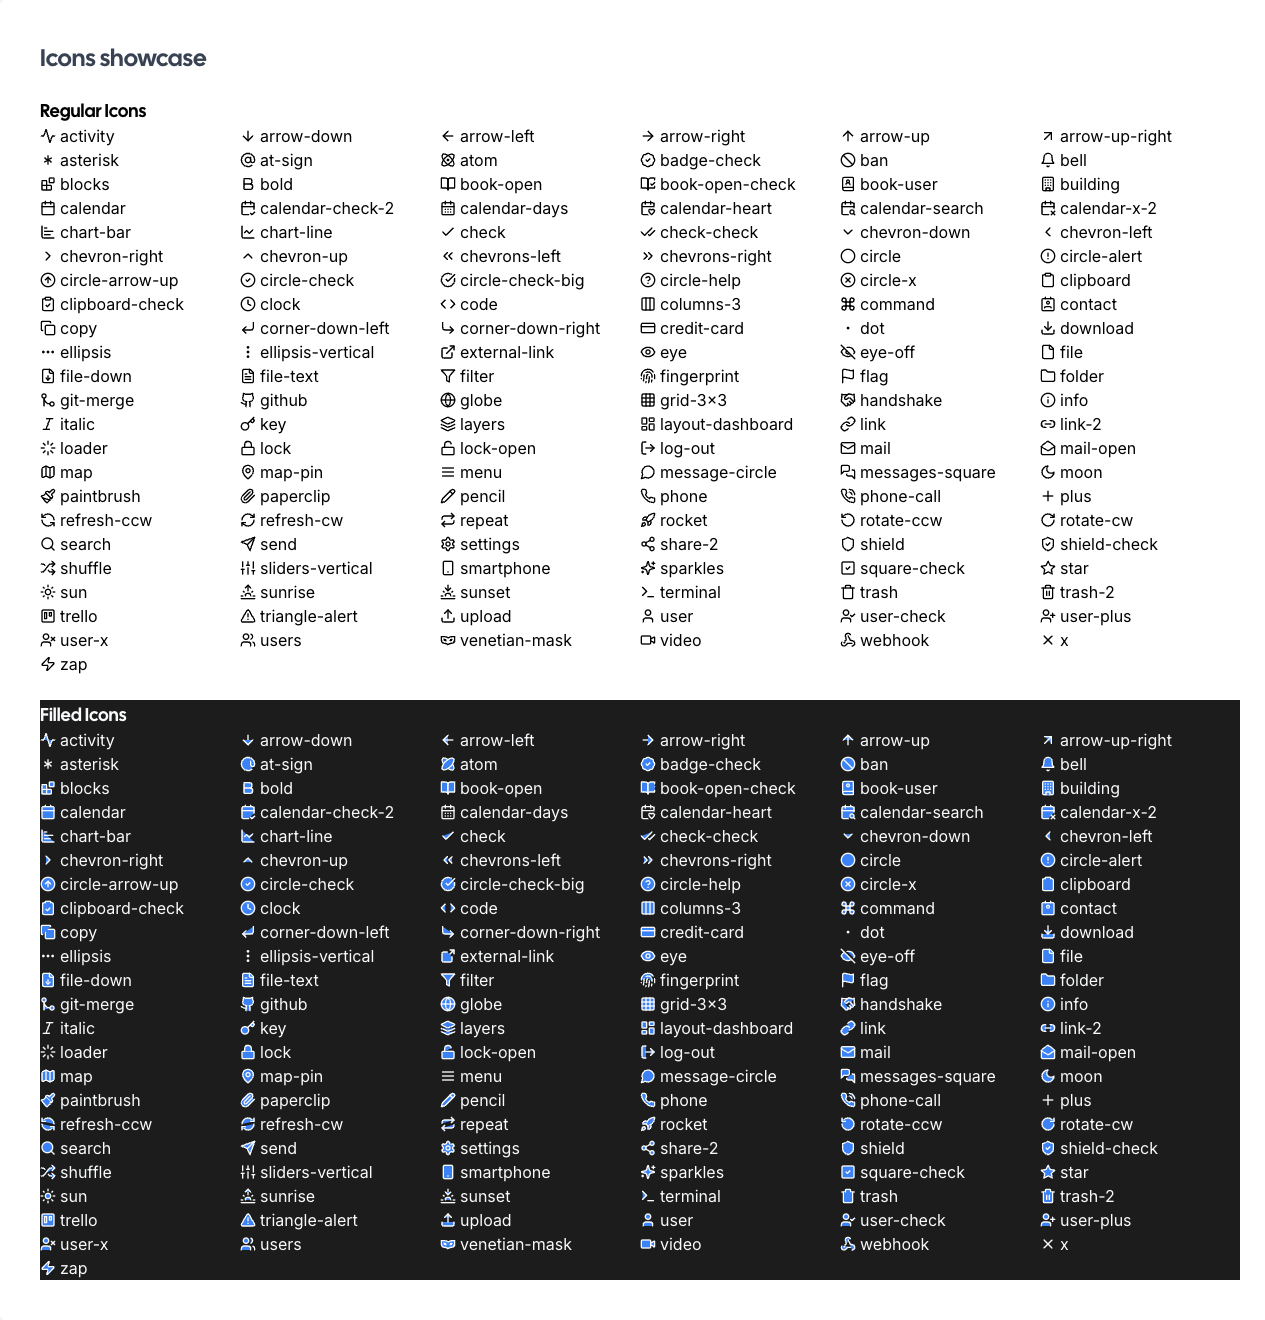 Icons showcase
Regular Icons
activity arrow-down arrow-left arrow-right arrow-up arrow-up-right
asterisk at-sign atom badge-check ban bell
blocks bold book-open book-open-check book-user building
calendar calendar-check-2 calendar-days calendar-heart calendar-search calendar-x-2
chart-bar chart-line check check-check chevron-down chevron-left
chevron-right chevron-up chevrons-left chevrons-right circle circle-alert
circle-arrow-up circle-check circle-check-big circle-help circle-x clipboard
clipboard-check clock code columns-3 command contact
copy corner-down-left corner-down-right credit-card dot download
ellipsis ellipsis-vertical external-link eye eye-off file
file-down file-text filter fingerprint flag folder
git-merge github globe grid-3×3 handshake info
italic key layers layout-dashboard link link-2
loader lock lock-open log-out mail mail-open
map map-pin menu message-circle messages-square moon
paintbrush paperclip pencil phone phone-call plus
refresh-ccw refresh-cw repeat rocket rotate-ccw rotate-cw
search send settings share-2 shield shield-check
shuffle sliders-vertical smartphone sparkles square-check star
sun sunrise sunset terminal trash trash-2
trello triangle-alert upload user user-check user-plus
user-x users venetian-mask video webhook x
zap
Filled Icons
activity arrow-down arrow-left arrow-right arrow-up arrow-up-right
asterisk at-sign atom badge-check ban bell
blocks bold book-open book-open-check book-user building
calendar calendar-check-2 calendar-days calendar-heart calendar-search calendar-x-2
chart-bar chart-line check check-check chevron-down chevron-left
chevron-right chevron-up chevrons-left chevrons-right circle circle-alert
circle-arrow-up circle-check circle-check-big circle-help circle-x clipboard
clipboard-check clock code columns-3 command contact
copy corner-down-left corner-down-right credit-card dot download
ellipsis ellipsis-vertical external-link eye eye-off file
file-down file-text filter fingerprint flag folder
git-merge github globe grid-3×3 handshake info
italic key layers layout-dashboard link link-2
loader lock lock-open log-out mail mail-open
map map-pin menu message-circle messages-square moon
paintbrush paperclip pencil phone phone-call plus
refresh-ccw refresh-cw repeat rocket rotate-ccw rotate-cw
search send settings share-2 shield shield-check
shuffle sliders-vertical smartphone sparkles square-check star
sun sunrise sunset terminal trash trash-2
trello triangle-alert upload user user-check user-plus
user-x users venetian-mask video webhook x
zap